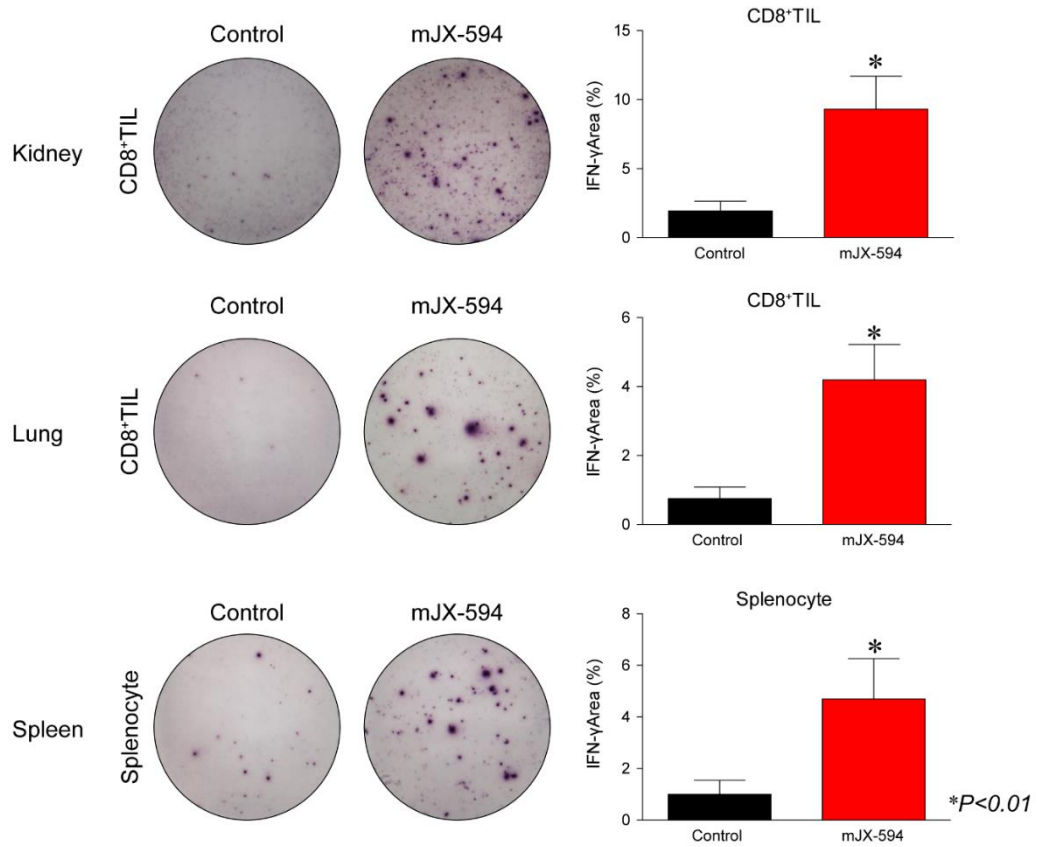 Control mJX-594
Kidney
CD8⁺TIL
CD8⁺TIL
IFN-γArea (%)
15
10
5
0
Control mJX-594
*
Control mJX-594
Lung
CD8⁺TIL
CD8⁺TIL
IFN-γArea (%)
6
4
2
0
Control mJX-594
*
Control mJX-594
Spleen
Splenocyte
Splenocyte
IFN-γArea (%)
8
6
4
2
0
Control mJX-594
*
*P<0.01